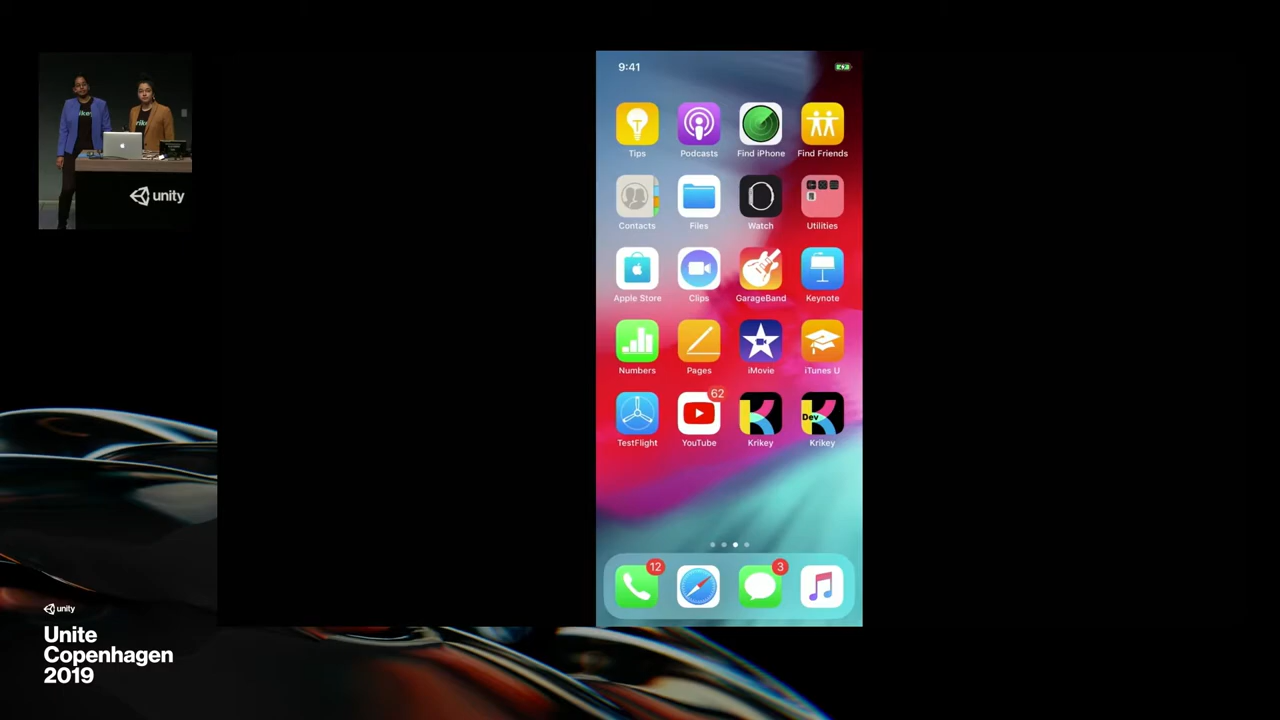 9:41
Tips Podcasts Find iPhone Find Friends
Contacts Files Watch Utilities
Apple Store Clips GarageBand Keynote
Numbers Pages iMovie iTunes U
62
Dev
TestFlight YouTube Krikey Krikey
12 3
unity
unity
Unite
Copenhagen
2019